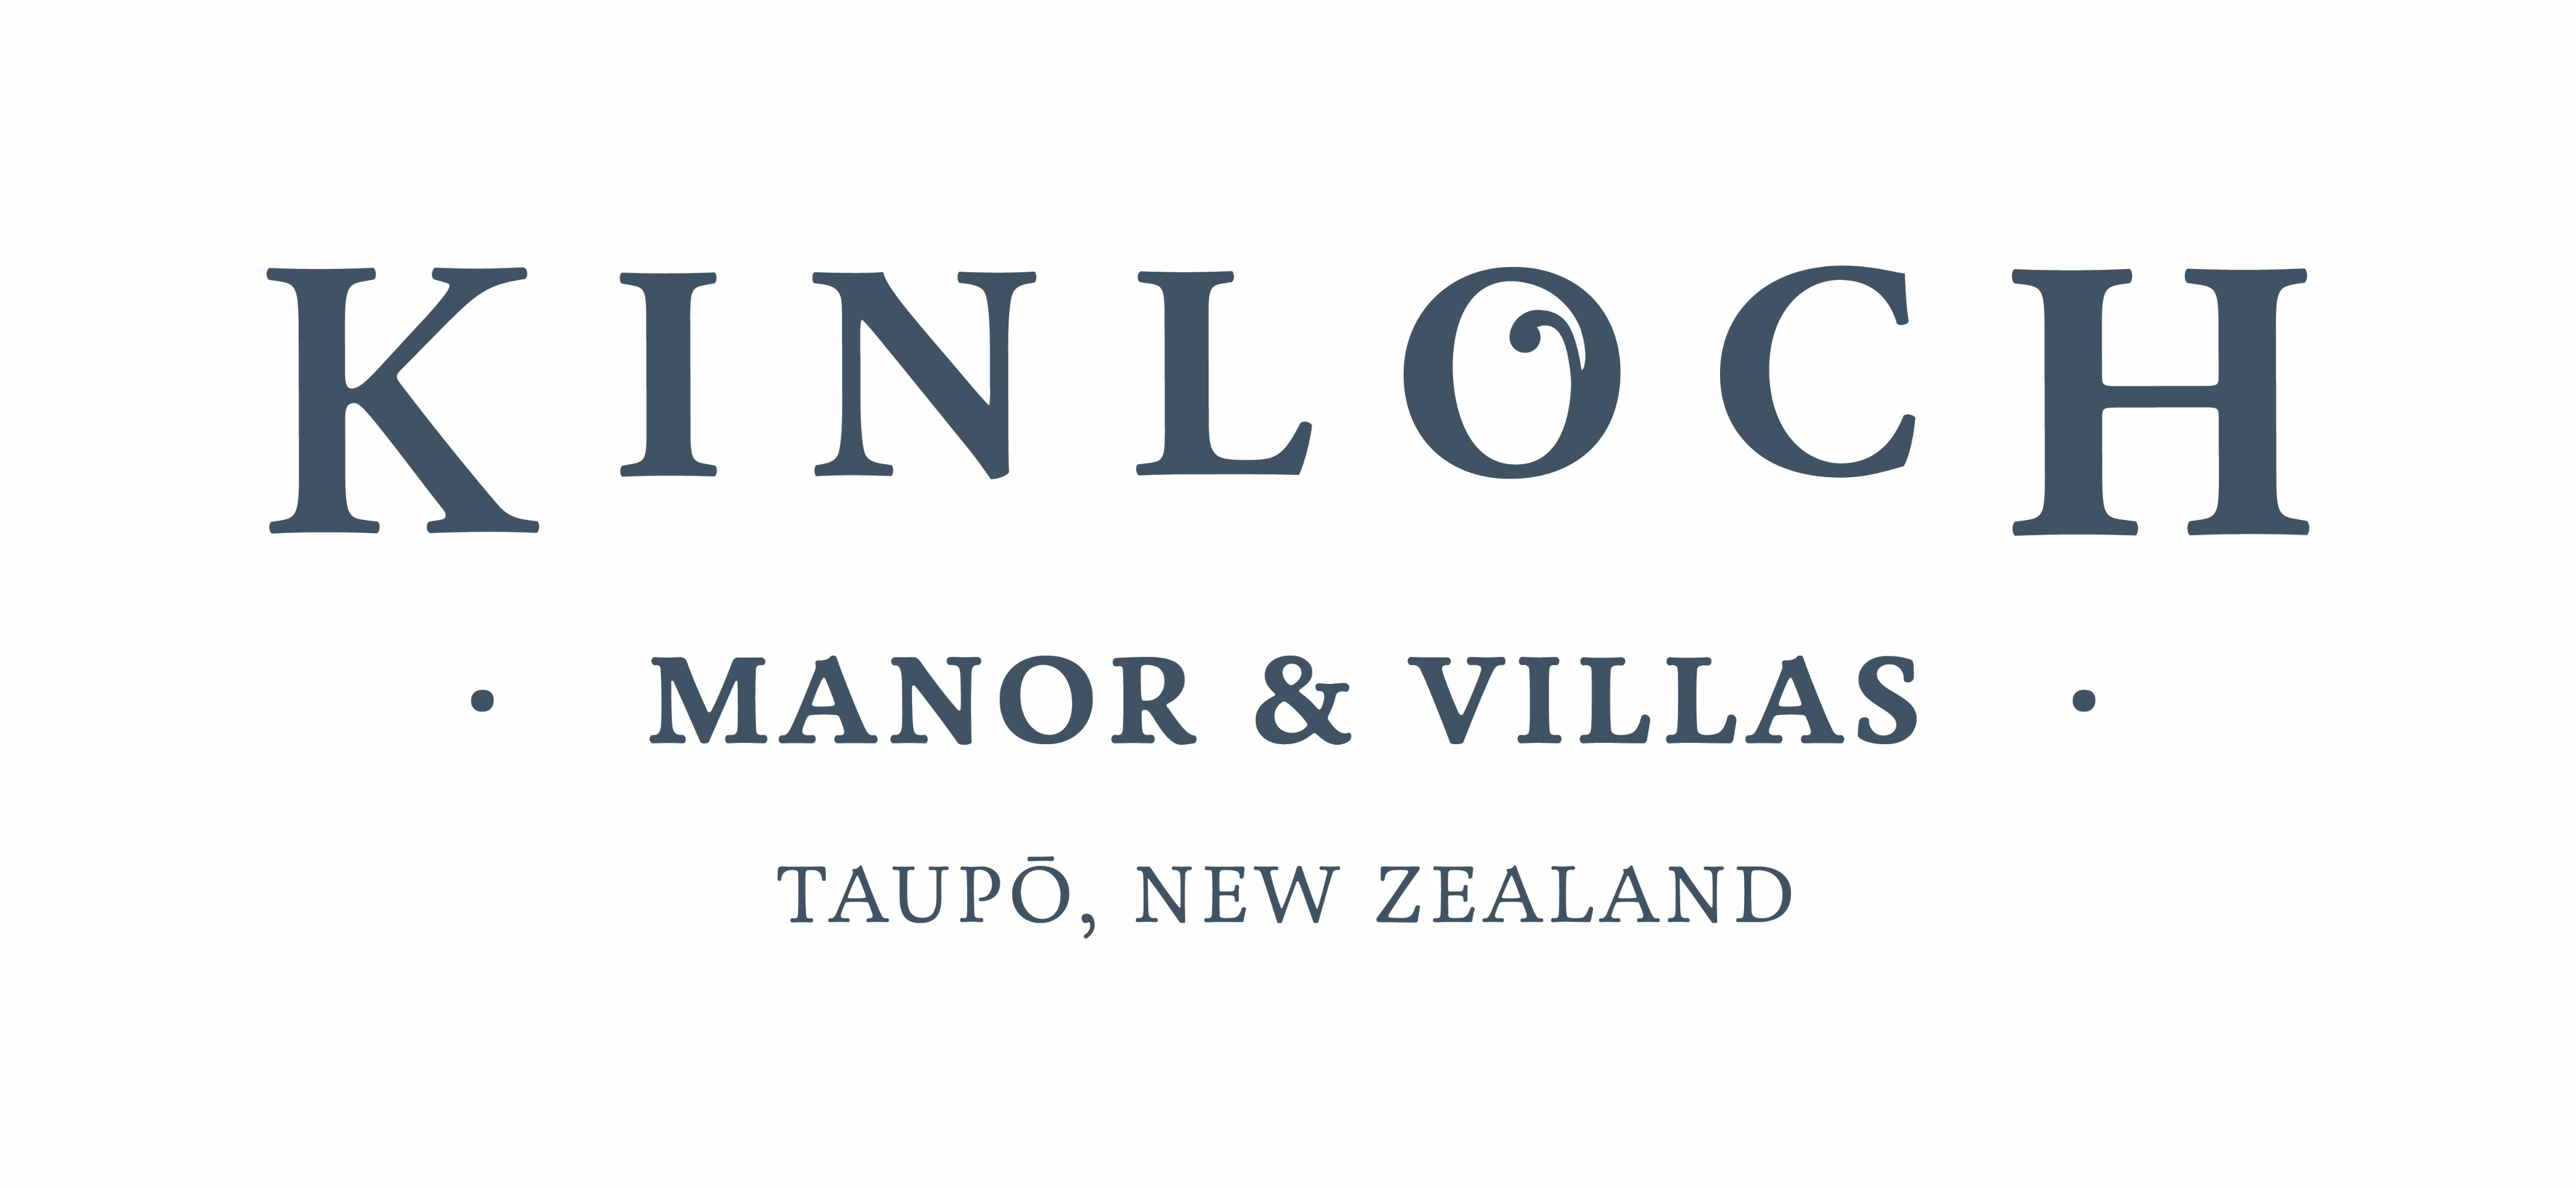 KINLOCH
· MANOR & VILLAS ·
TAUPŌ, NEW ZEALAND